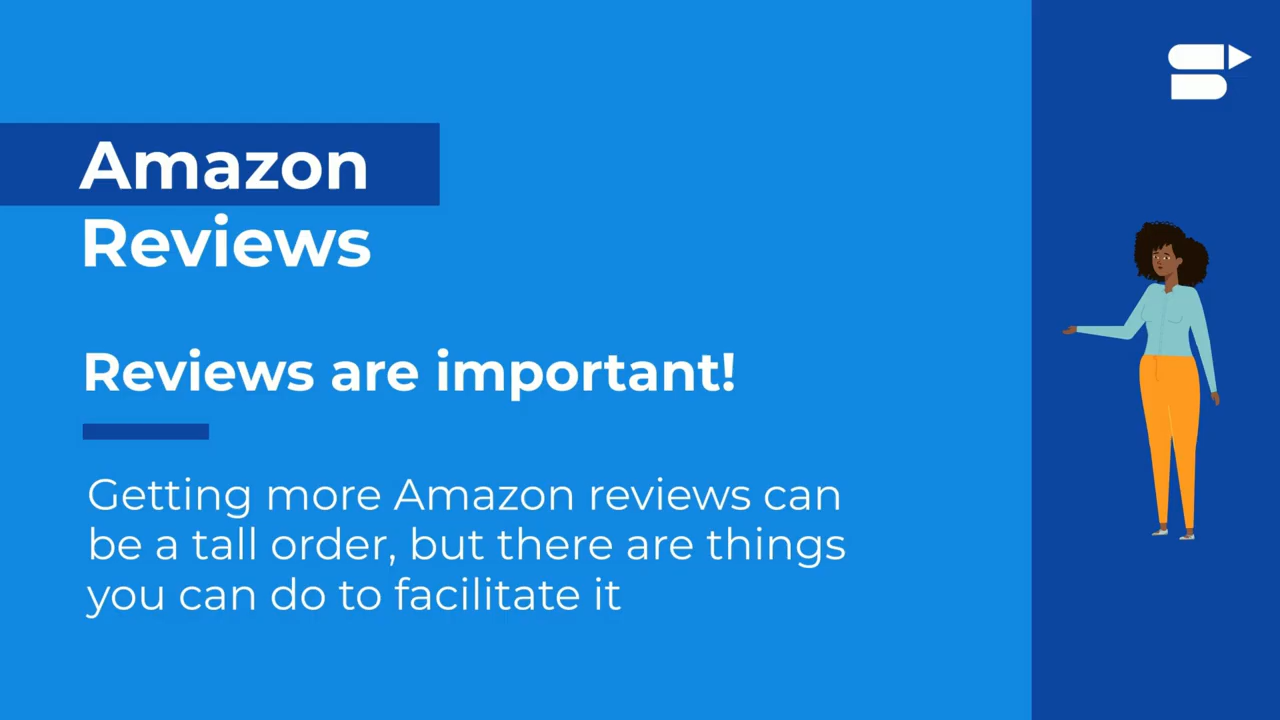 Amazon
Reviews
Reviews are important!
Getting more Amazon reviews can
be a tall order, but there are things
you can do to facilitate it